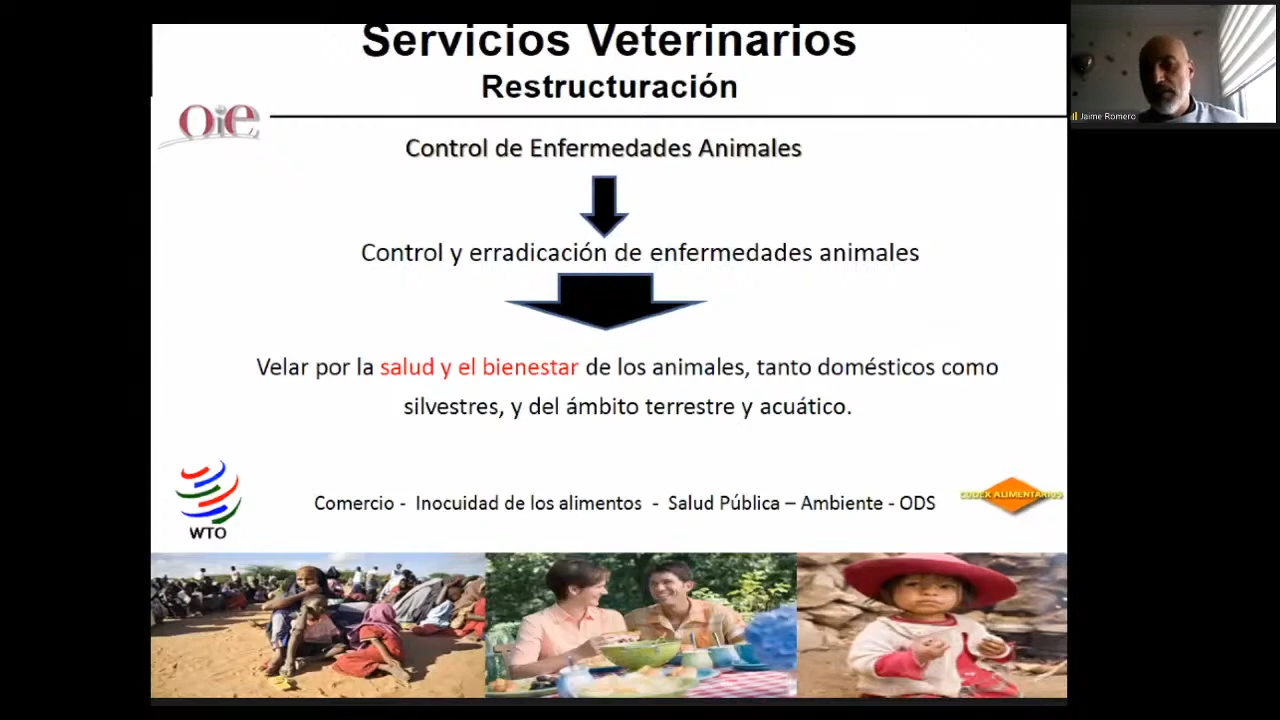 Servicios Veterinarios
Restructuración
oie
Jaime Romero
Control de Enfermedades Animales
Control y erradicación de enfermedades animales
Velar por la salud y el bienestar de los animales, tanto domésticos como
silvestres, y del ámbito terrestre y acuático.
WTO
Comercio - Inocuidad de los alimentos - Salud Pública – Ambiente - ODS
CODEX ALIMENTARIUS